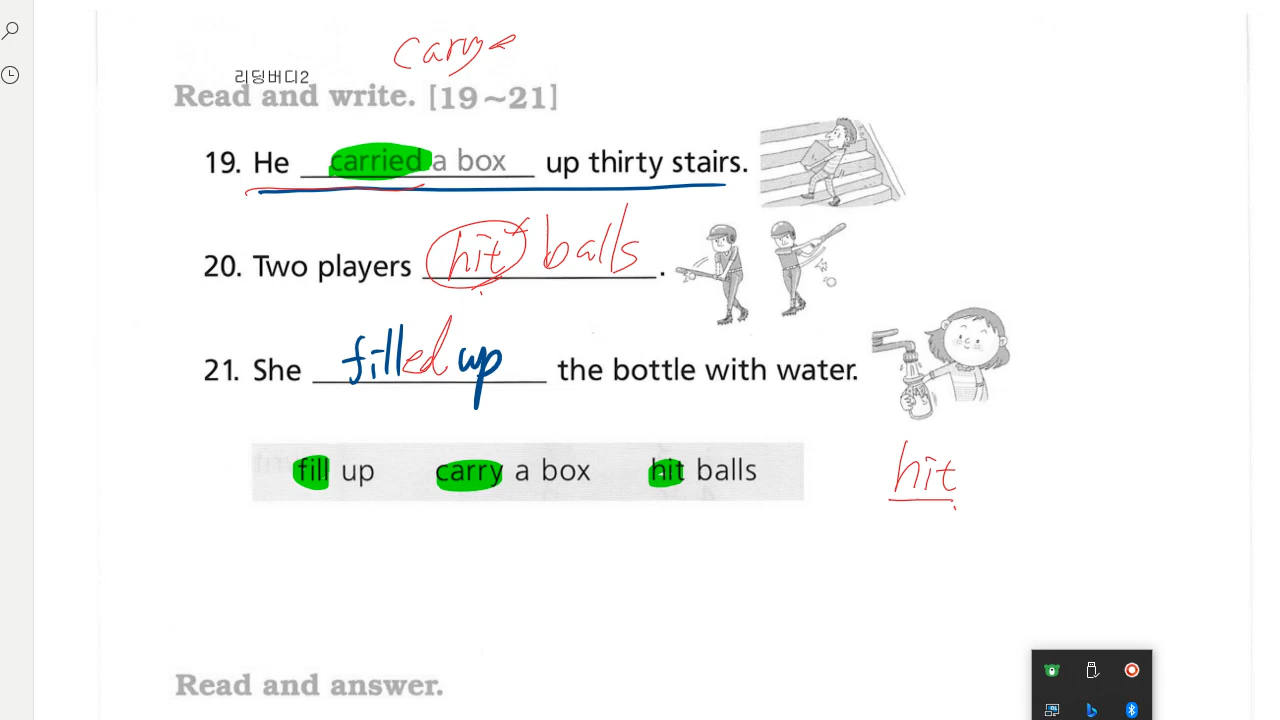 carry
리딩버디2
Read and write. [19~21]
19. He carried a box up thirty stairs.
20. Two players hit balls.
21. She filled up the bottle with water.
fill up carry a box hit balls
hit
Read and answer.